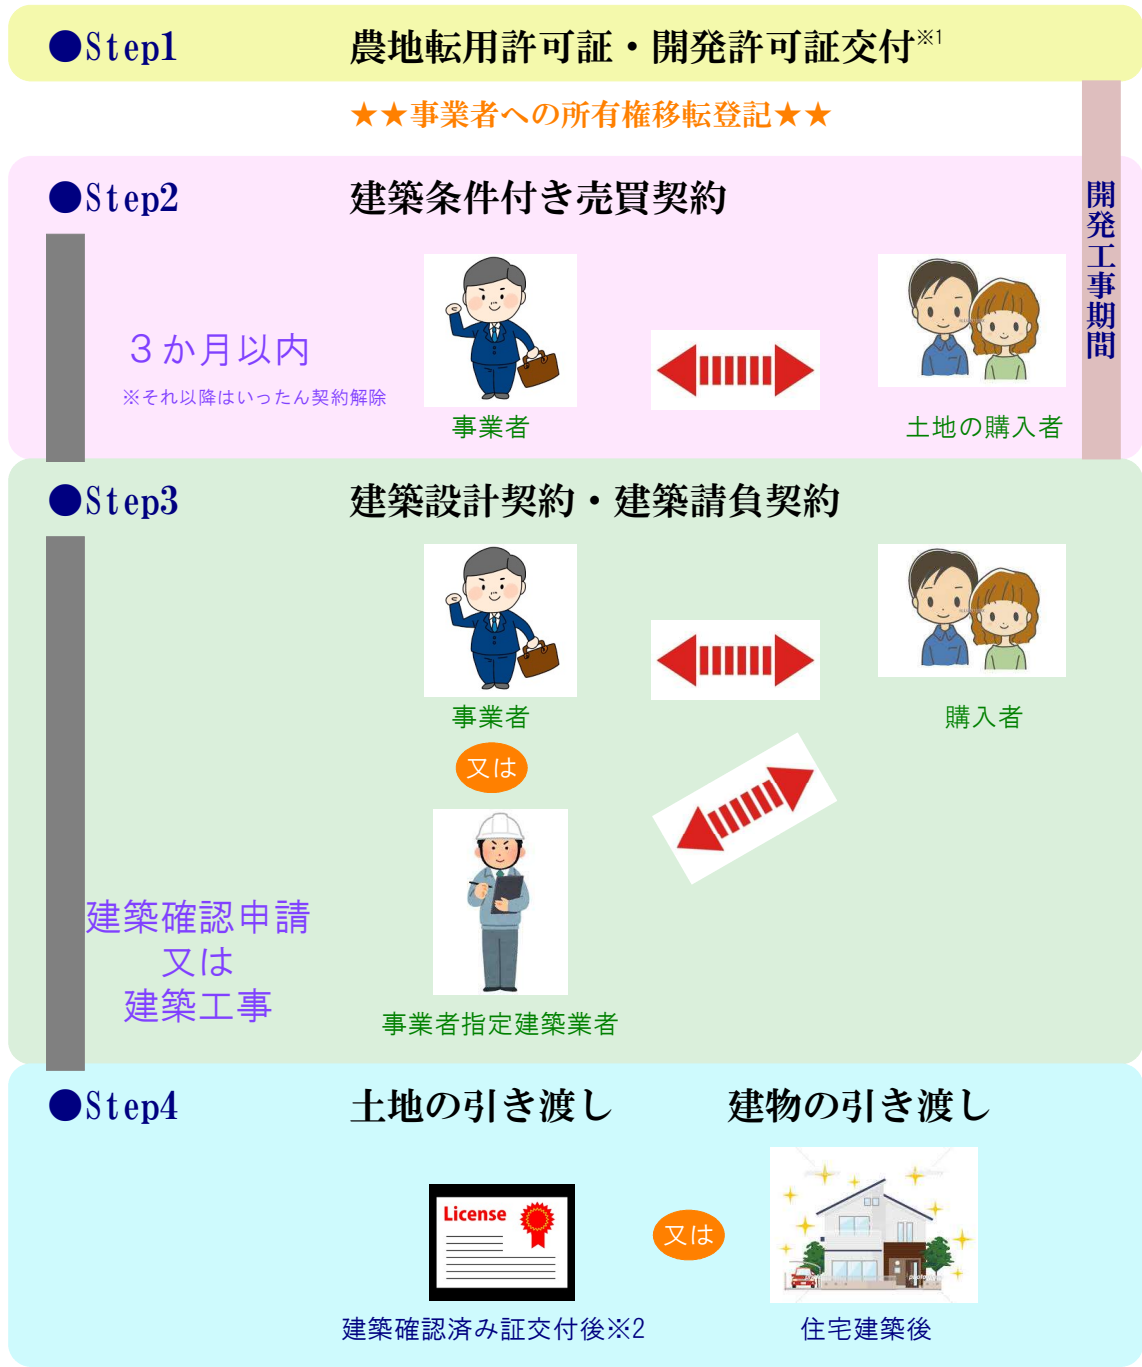 ●Step1 農地転用許可証・開発許可証交付※1
★★事業者への所有権移転登記★★
開発工事期間
●Step2 建築条件付き売買契約
３か月以内
※それ以降はいったん契約解除
事業者 土地の購入者
●Step3 建築設計契約・建築請負契約
事業者 購入者
又は
建築確認申請
又は
建築工事
事業者指定建築業者
●Step4 土地の引き渡し 建物の引き渡し
License
又は
建築確認済み証交付後※2 住宅建築後